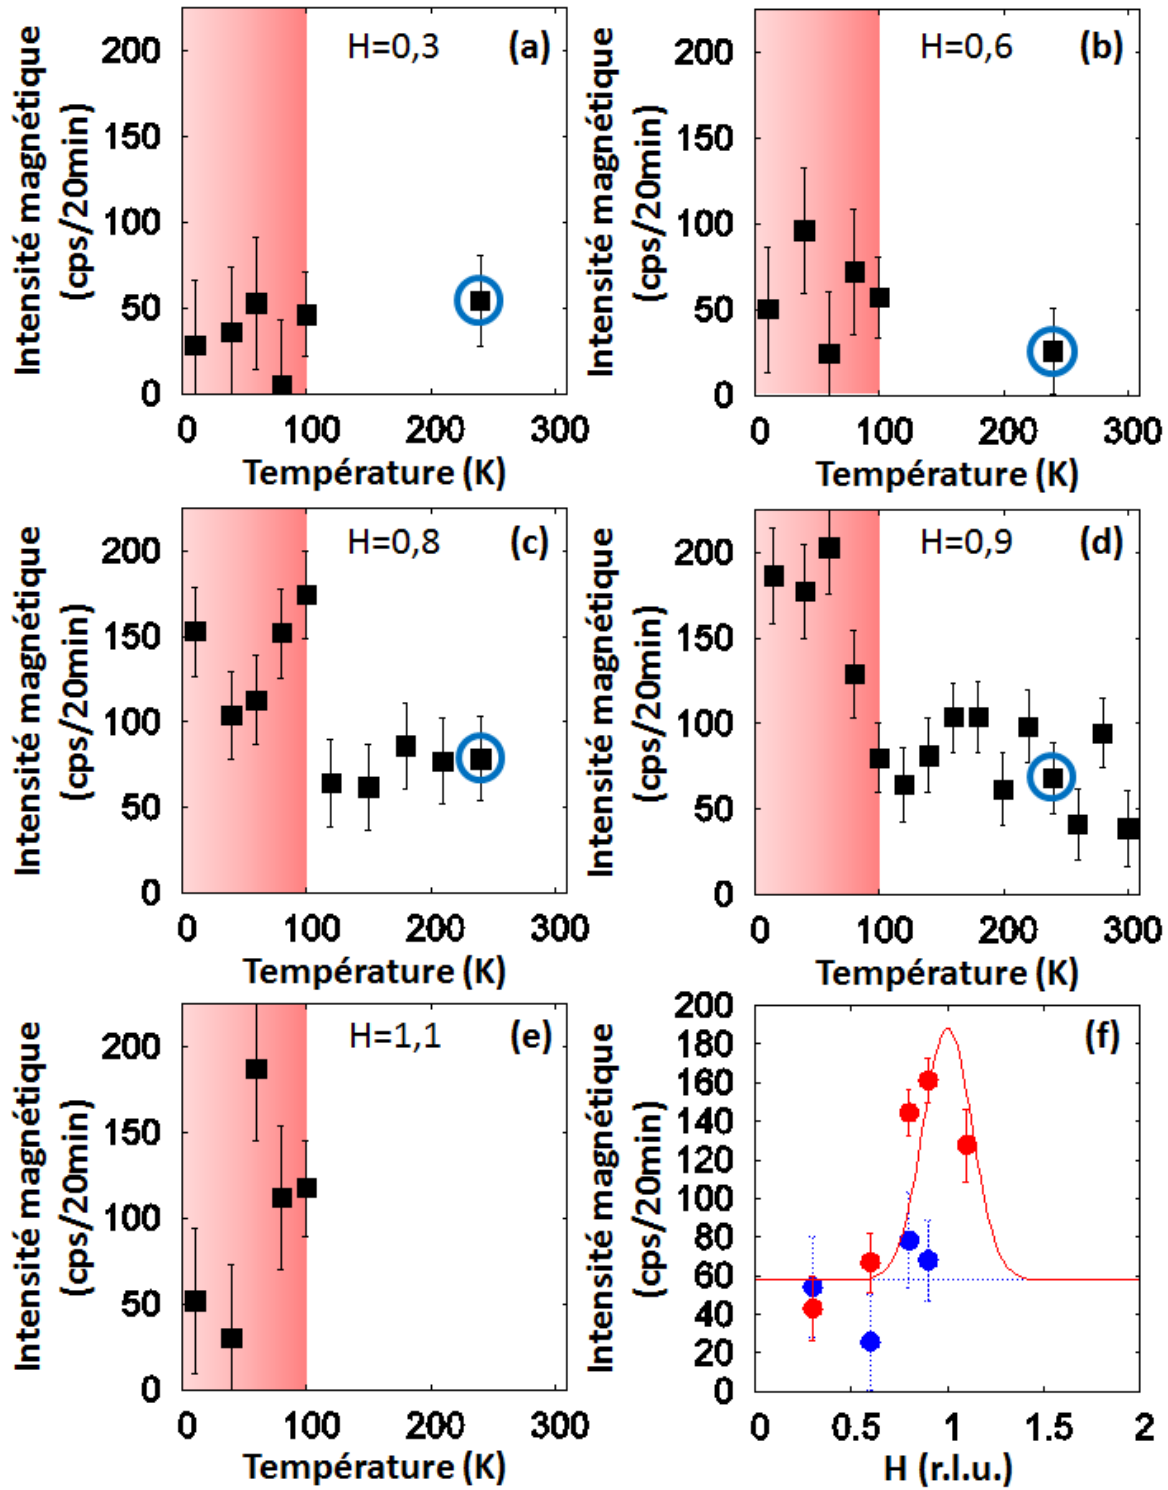 Intensité magnétique
(cps/20min)
200
150
100
50
0
H=0,3
(a)
0 100 200 300
Température (K)
Intensité magnétique
(cps/20min)
200
150
100
50
0
H=0,6
(b)
0 100 200 300
Température (K)
Intensité magnétique
(cps/20min)
200
150
100
50
0
H=0,8
(c)
0 100 200 300
Température (K)
Intensité magnétique
(cps/20min)
200
150
100
50
0
H=0,9
(d)
0 100 200 300
Température (K)
Intensité magnétique
(cps/20min)
200
150
100
50
0
H=1,1
(e)
0 100 200 300
Température (K)
Intensité magnétique
(cps/20min)
200
180
160
140
120
100
80
60
40
20
0
(f)
0 0.5 1 1.5 2
H (r.l.u.)